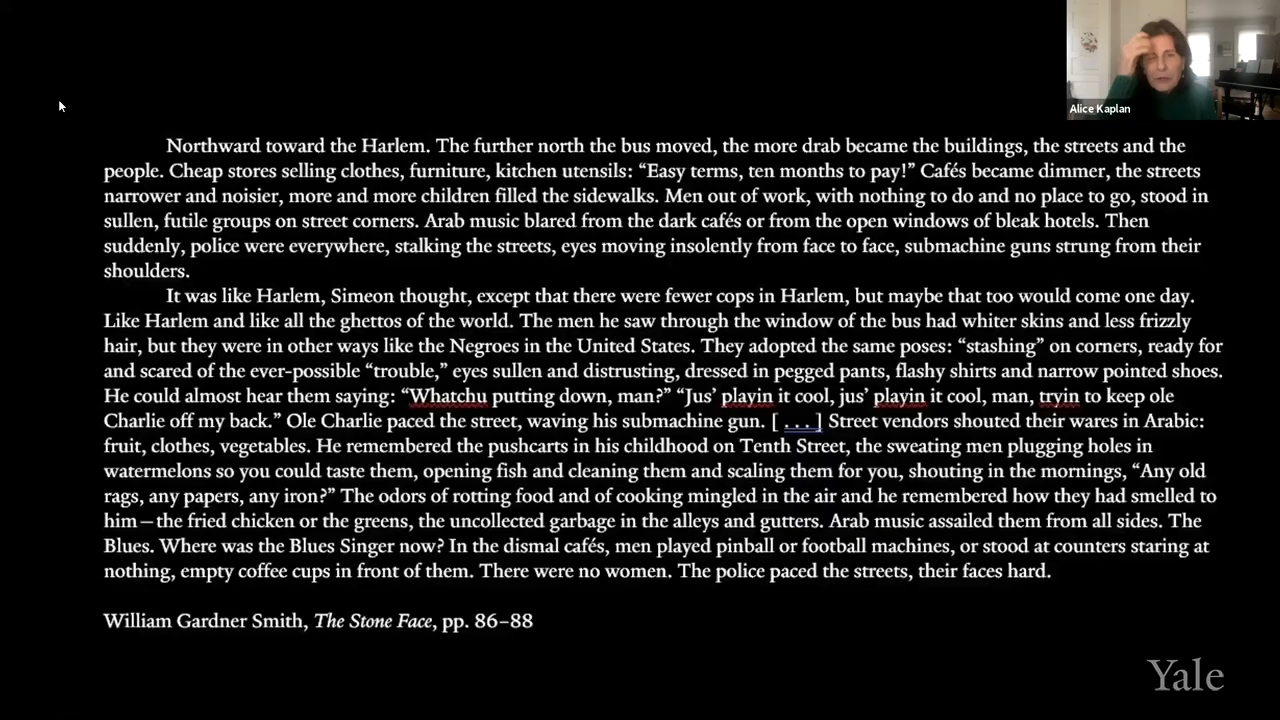 Alice Kaplan
Northward toward the Harlem. The further north the bus moved, the more drab became the buildings, the streets and the
people. Cheap stores selling clothes, furniture, kitchen utensils: “Easy terms, ten months to pay!” Cafés became dimmer, the streets
narrower and noisier, more and more children filled the sidewalks. Men out of work, with nothing to do and no place to go, stood in
sullen, futile groups on street corners. Arab music blared from the dark cafés or from the open windows of bleak hotels. Then
suddenly, police were everywhere, stalking the streets, eyes moving insolently from face to face, submachine guns strung from their
shoulders.
It was like Harlem, Simeon thought, except that there were fewer cops in Harlem, but maybe that too would come one day.
Like Harlem and like all the ghettos of the world. The men he saw through the window of the bus had whiter skins and less frizzly
hair, but they were in other ways like the Negroes in the United States. They adopted the same poses: “stashing” on corners, ready for
and scared of the ever-possible “trouble,” eyes sullen and distrusting, dressed in pegged pants, flashy shirts and narrow pointed shoes.
He could almost hear them saying: “Whatchu putting down, man?” “Jus’ playin it cool, jus’ playin it cool, man, tryin to keep ole
Charlie off my back.” Ole Charlie paced the street, waving his submachine gun. [ . . . ] Street vendors shouted their wares in Arabic:
fruit, clothes, vegetables. He remembered the pushcarts in his childhood on Tenth Street, the sweating men plugging holes in
watermelons so you could taste them, opening fish and cleaning them and scaling them for you, shouting in the mornings, “Any old
rags, any papers, any iron?” The odors of rotting food and of cooking mingled in the air and he remembered how they had smelled to
him—the fried chicken or the greens, the uncollected garbage in the alleys and gutters. Arab music assailed them from all sides. The
Blues. Where was the Blues Singer now? In the dismal cafés, men played pinball or football machines, or stood at counters staring at
nothing, empty coffee cups in front of them. There were no women. The police paced the streets, their faces hard.
William Gardner Smith, The Stone Face, pp. 86–88
Yale